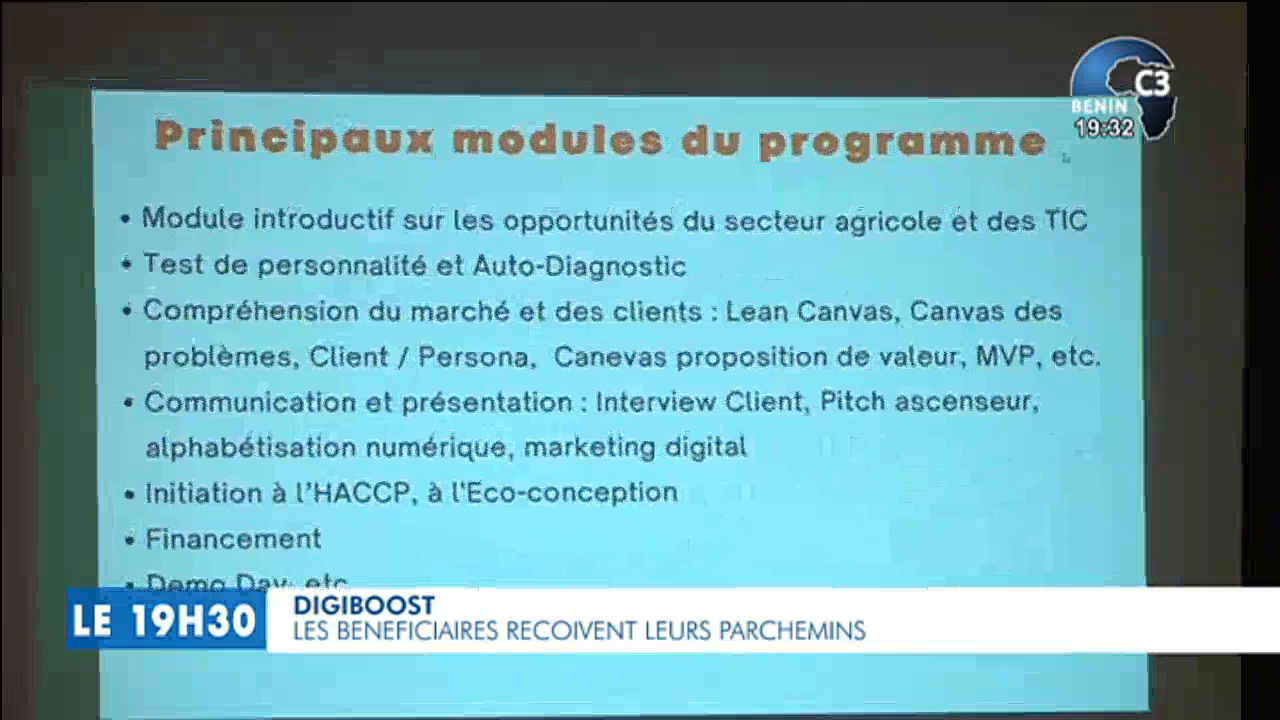 C3
BENIN
19:32
Principaux modules du programme
• Module introductif sur les opportunités du secteur agricole et des TIC
• Test de personnalité et Auto-Diagnostic
• Compréhension du marché et des clients : Lean Canvas, Canvas des
problèmes, Client / Persona, Canevas proposition de valeur, MVP, etc.
• Communication et présentation : Interview Client, Pitch ascenseur,
alphabétisation numérique, marketing digital
• Initiation à l'HACCP, à l'Eco-conception
• Financement
• Demo Day, etc
LE 19H30
DIGIBOOST
LES BENEFICIAIRES RECOIVENT LEURS PARCHEMINS